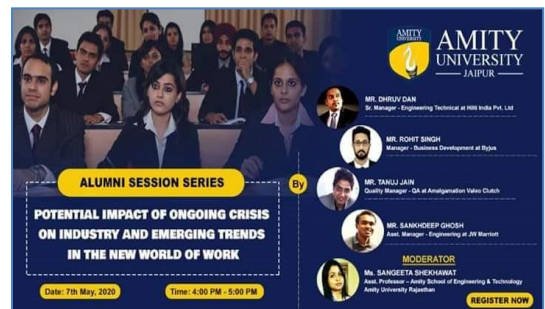 AMITY
UNIVERSITY
AMITY
UNIVERSITY
JAIPUR
MR. DHRUV DAN
Sr. Manager - Engineering Technical at Hilti India Pvt. Ltd
MR. ROHIT SINGH
Manager - Business Development at Byjus
ALUMNI SESSION SERIES
By
MR. TANUJ JAIN
Quality Manager - QA at Amalgamation Valeo Clutch
POTENTIAL IMPACT OF ONGOING CRISIS
ON INDUSTRY AND EMERGING TRENDS
IN THE NEW WORLD OF WORK
MR. SANKHDEEP GHOSH
Asst. Manager - Engineering at JW Marriott
MODERATOR
Ms. SANGEETA SHEKHAWAT
Asst. Professor - Amity School of Engineering & Technology
Amity University Rajasthan
Date: 7th May, 2020
Time: 4:00 PM - 5:00 PM
REGISTER NOW